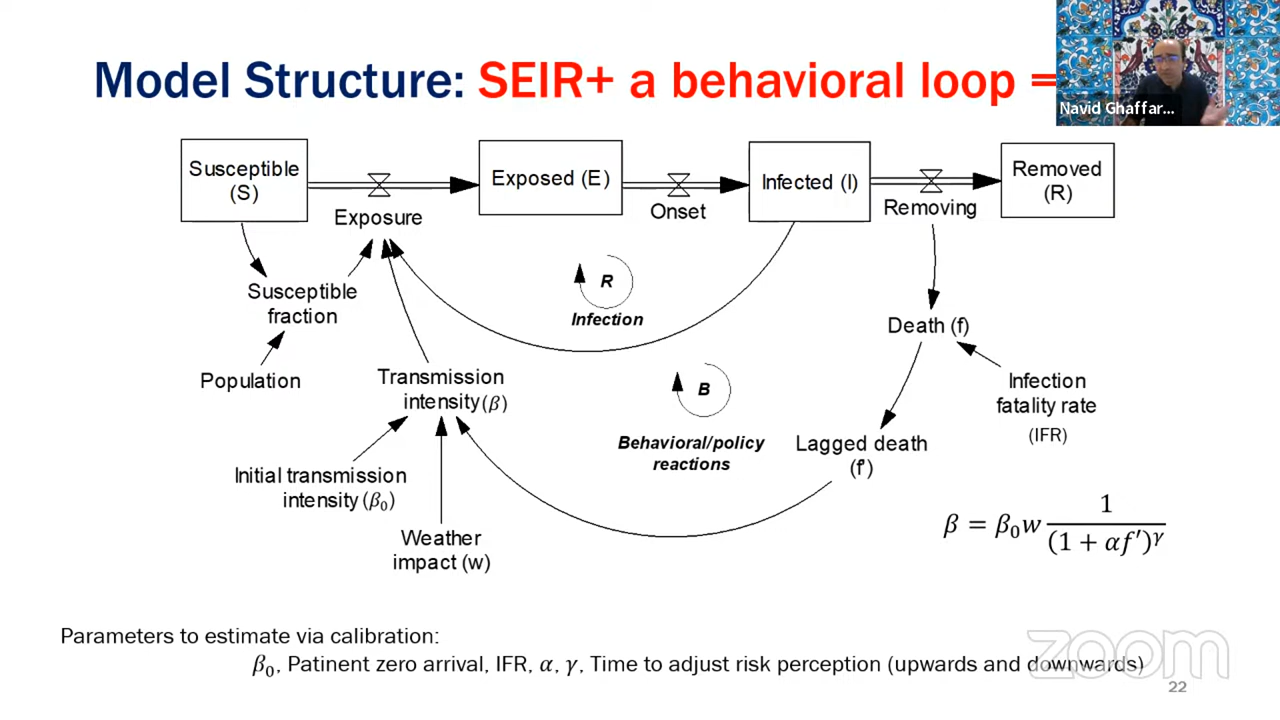 Model Structure: SEIR+ a behavioral loop =
Navid Ghaffar...
Susceptible
(S)
Exposed (E)
Infected (I)
Removed
(R)
Exposure
Onset
Removing
Susceptible
fraction
R
Infection
Death (f)
Population
Transmission
intensity (β)
B
Infection
fatality rate
(IFR)
Behavioral/policy
reactions
Lagged death
(f')
Initial transmission
intensity (β₀)
Weather
impact (w)
β = β₀w 1/(1 + αf′)^γ
Parameters to estimate via calibration:
β₀, Patinent zero arrival, IFR, α, γ, Time to adjust risk perception (upwards and downwards)
zoom
22